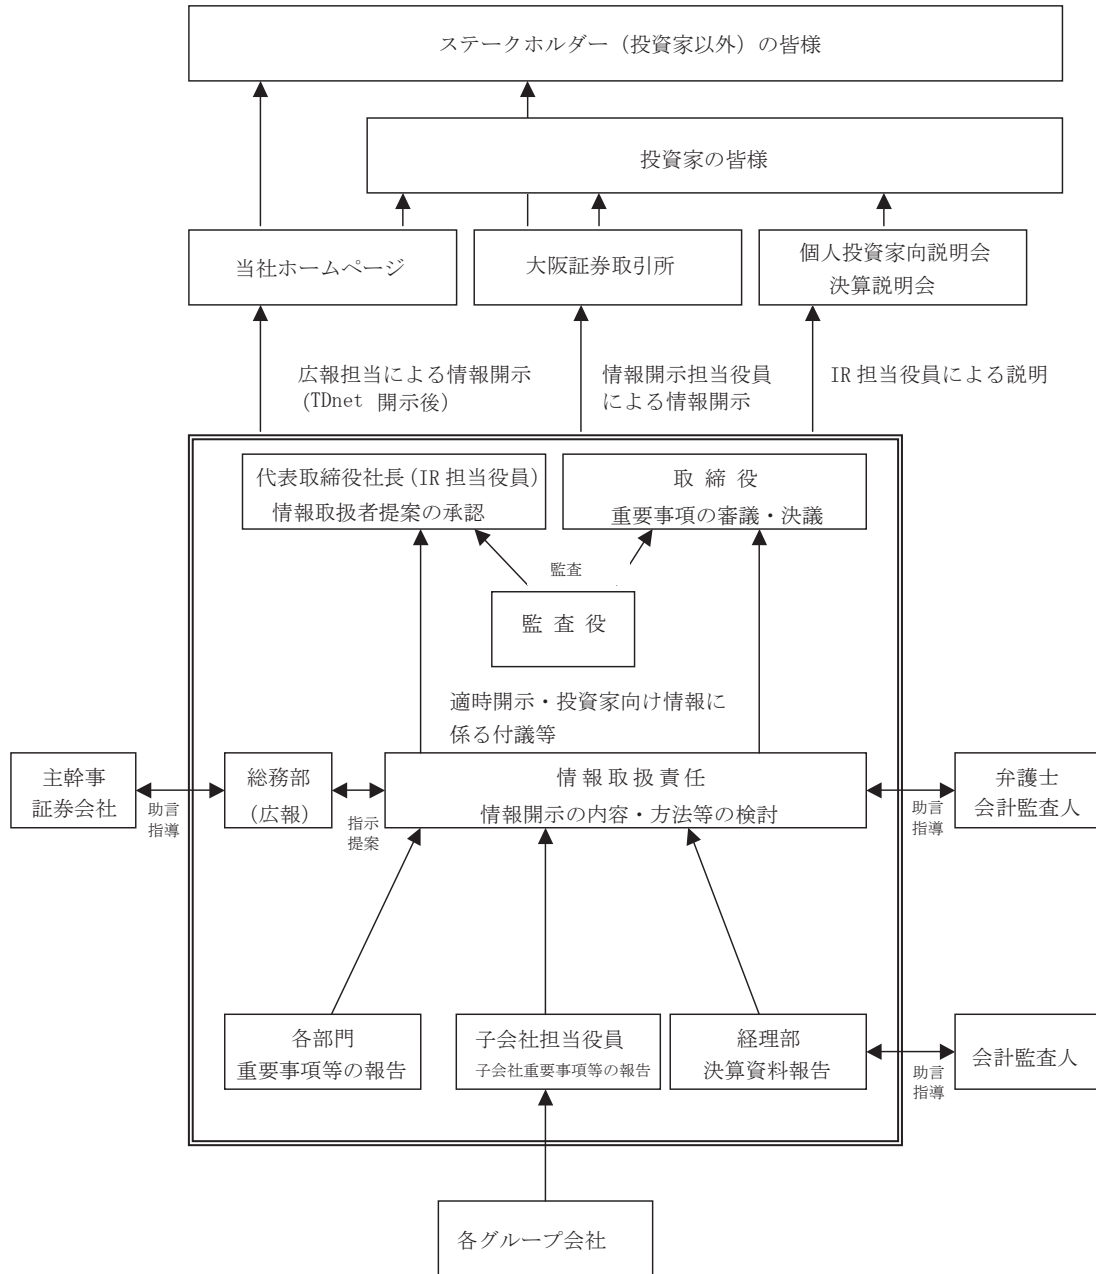 ステークホルダー（投資家以外）の皆様
投資家の皆様
当社ホームページ
大阪証券取引所
個人投資家向説明会
決算説明会
広報担当による情報開示
(TDnet 開示後)
情報開示担当役員
による情報開示
IR 担当役員による説明
代表取締役社長(IR 担当役員)
情報取扱者提案の承認
取 締 役
重要事項の審議・決議
監査
監 査 役
適時開示・投資家向け情報に
係る付議等
主幹事
証券会社
助言
指導
総務部
(広報)
指示
提案
情報取扱責任
情報開示の内容・方法等の検討
助言
指導
弁護士
会計監査人
各部門
重要事項等の報告
子会社担当役員
子会社重要事項等の報告
経理部
決算資料報告
助言
指導
会計監査人
各グループ会社